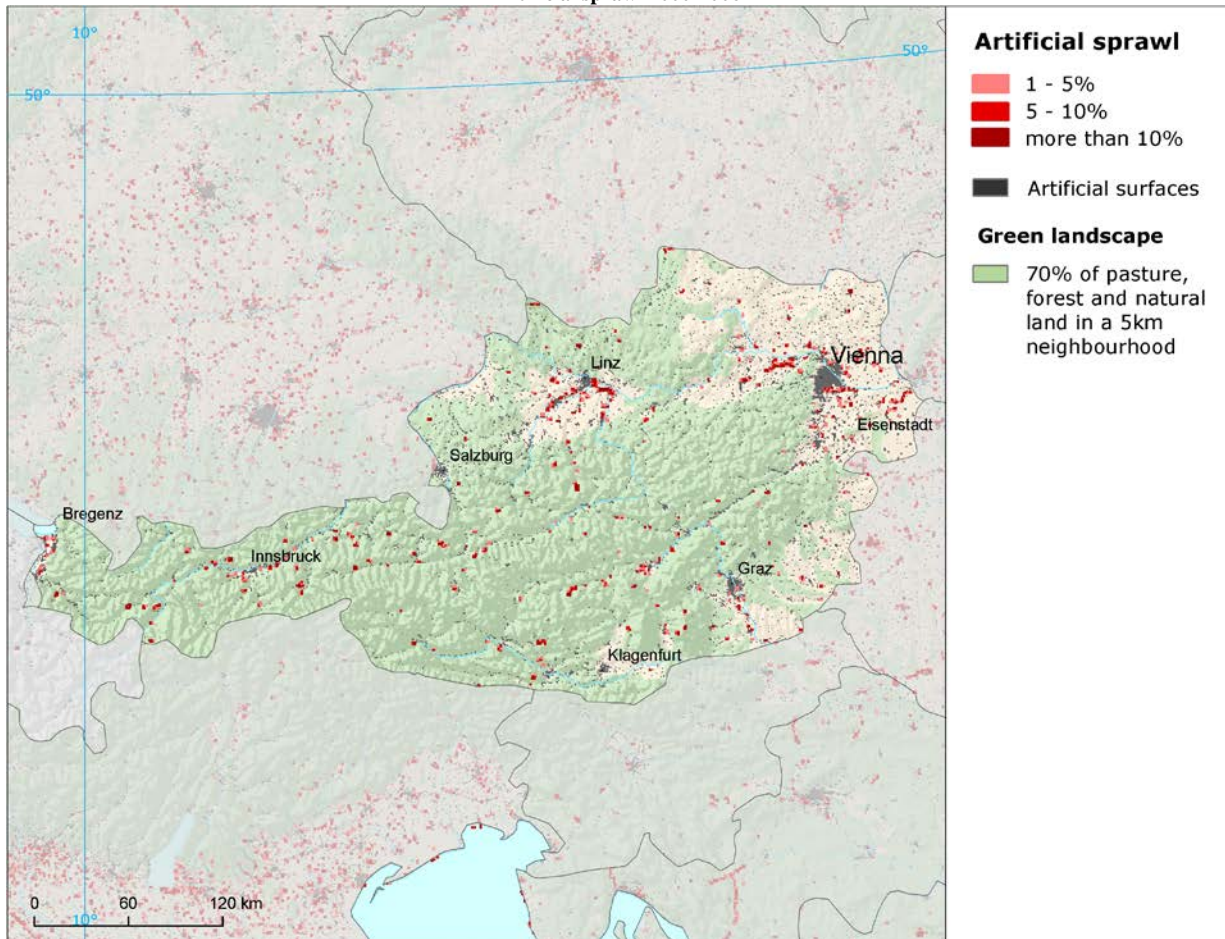 10°
50°
50°
Linz
Vienna
Eisenstadt
Salzburg
Bregenz
Innsbruck
Graz
Klagenfurt
0 60 120 km
10°
Artificial sprawl
1 - 5%
5 - 10%
more than 10%
Artificial surfaces
Green landscape
70% of pasture,
forest and natural
land in a 5km
neighbourhood